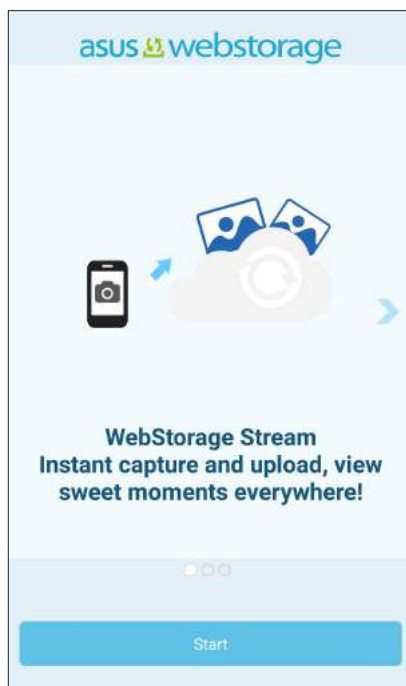 asus webstorage
WebStorage Stream
Instant capture and upload, view
sweet moments everywhere!
Start